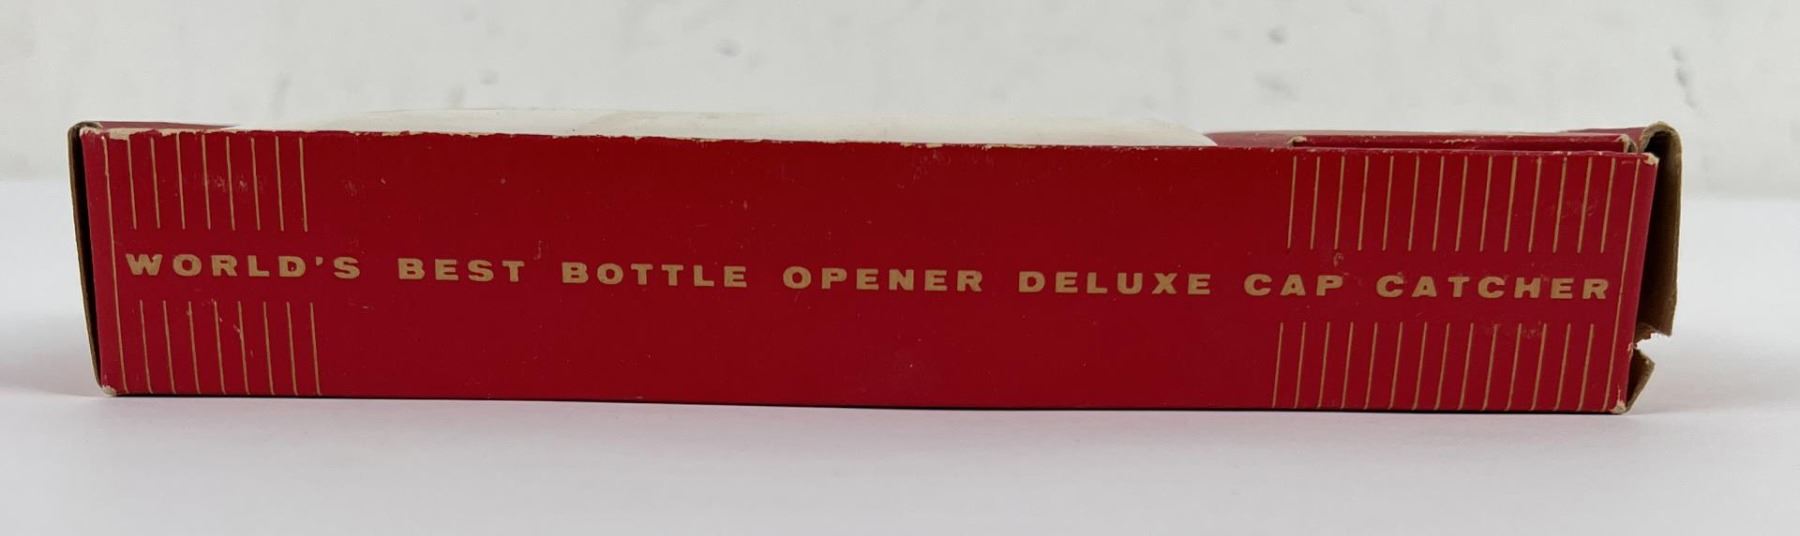 WORLD'S BEST BOTTLE OPENER DELUXE CAP CATCHER